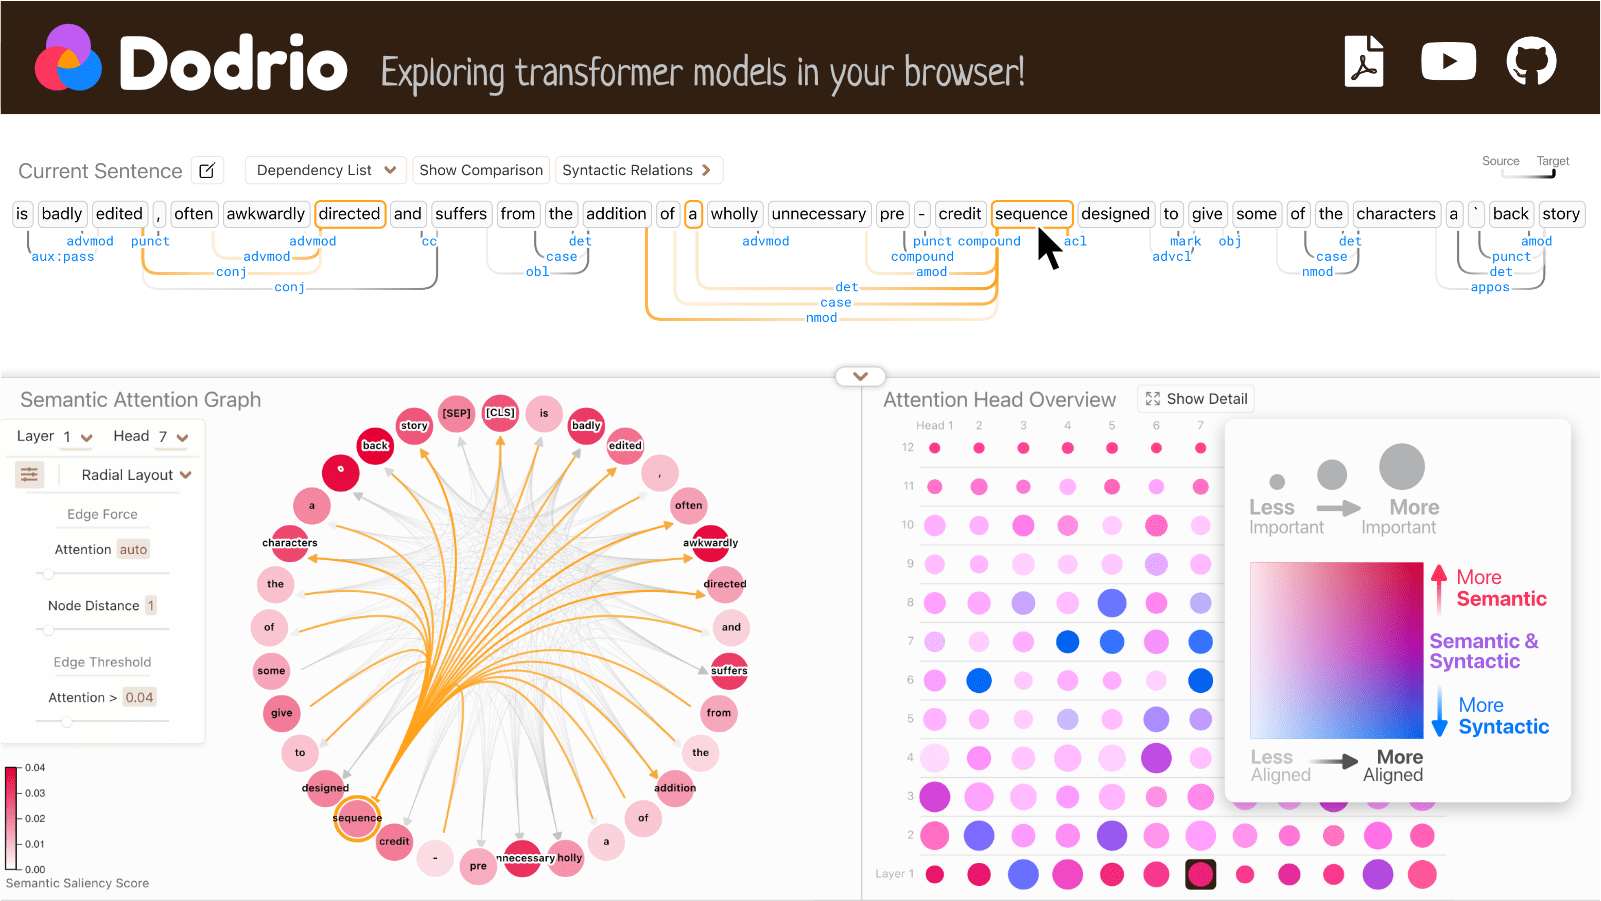 Dodrio Exploring transformer models in your browser!
Current Sentence Dependency List Show Comparison Syntactic Relations Source Target
is badly edited , often awkwardly directed and suffers from the addition of a wholly unnecessary pre - credit sequence designed to give some of the characters a ` back story
advmod punct advmod cc det advmod punct compound acl mark obj det amod
aux:pass advmod case compound advcl case punct
conj obl amod nmod det
conj det appos
case
nmod
Semantic Attention Graph
Layer 1 Head 7
Radial Layout
Edge Force
Attention auto
Node Distance 1
Edge Threshold
Attention > 0.04
0.04
0.03
0.02
0.01
0.00
Semantic Saliency Score
[CLS]
is
badly
edited
,
often
awkwardly
directed
and
suffers
from
the
addition
of
a
holly
nnecessary
pre
-
credit
sequence
designed
to
give
some
of
the
characters
a
`
back
story
[SEP]
Attention Head Overview Show Detail
Head 1 2 3 4 5 6 7
12
11
10
9
8
7
6
5
4
3
2
Layer 1
Less More
Important Important
More
Semantic
Semantic &
Syntactic
More
Syntactic
Less More
Aligned Aligned